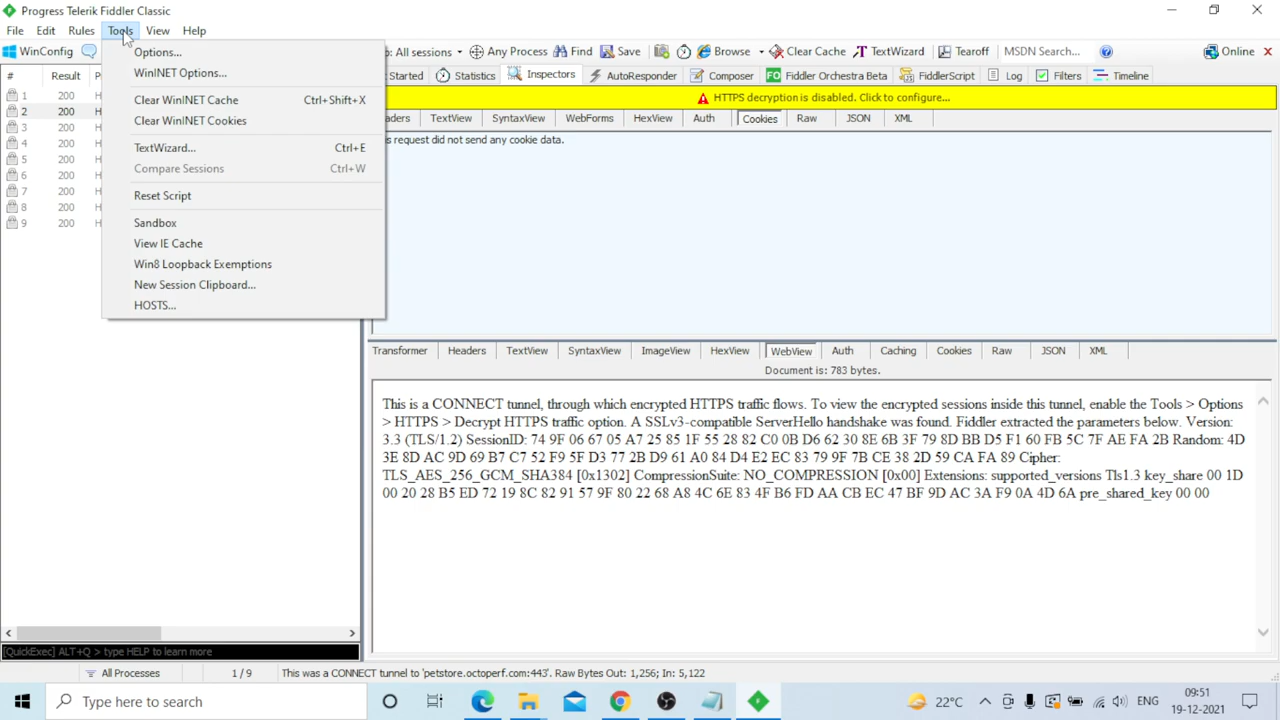 Progress Telerik Fiddler Classic
File Edit Rules Tools View Help
WinConfig All sessions Any Process Find Save Browse Clear Cache TextWizard Tearoff MSDN Search... Online
# Result
Started Statistics Inspectors AutoResponder Composer FO Fiddler Orchestra Beta FiddlerScript Log Filters Timeline
1 200 H
2 200 H
3 200 H
4 200 H
5 200 H
6 200 H
7 200 H
8 200 H
9 200 H
Options...
WinINET Options...
Clear WinINET Cache Ctrl+Shift+X
Clear WinINET Cookies
TextWizard... Ctrl+E
Compare Sessions Ctrl+W
Reset Script
Sandbox
View IE Cache
Win8 Loopback Exemptions
New Session Clipboard...
HOSTS...
HTTPS decryption is disabled. Click to configure...
aders TextView SyntaxView WebForms HexView Auth Cookies Raw JSON XML
s request did not send any cookie data.
Transformer Headers TextView SyntaxView ImageView HexView WebView Auth Caching Cookies Raw JSON XML
Document is: 783 bytes.
This is a CONNECT tunnel, through which encrypted HTTPS traffic flows. To view the encrypted sessions inside this tunnel, enable the Tools > Options
> HTTPS > Decrypt HTTPS traffic option. A SSLv3-compatible ServerHello handshake was found. Fiddler extracted the parameters below. Version:
3.3 (TLS/1.2) SessionID: 74 9F 06 67 05 A7 25 85 1F 55 28 82 C0 0B D6 62 30 8E 6B 3F 79 8D BB D5 F1 60 FB 5C 7F AE FA 2B Random: 4D
3E 8D AC 9D 69 B7 C7 52 F9 5F D3 77 2B D9 61 A0 84 D4 E2 EC 83 79 9F 7B CE 38 2D 59 CA FA 89 Cipher:
TLS_AES_256_GCM_SHA384 [0x1302] CompressionSuite: NO_COMPRESSION [0x00] Extensions: supported_versions Tls1.3 key_share 00 1D
00 20 28 B5 ED 72 19 8C 82 91 57 9F 80 22 68 A8 4C 6E 83 4F B6 FD AA CB EC 47 BF 9D AC 3A F9 0A 4D 6A pre_shared_key 00 00
[QuickExec] ALT+Q > type HELP to learn more
All Processes 1 / 9 This was a CONNECT tunnel to 'petstore.octoperf.com:443'. Raw Bytes Out: 1,256; In: 5,122
Type here to search 22°C ENG 09:51
19-12-2021